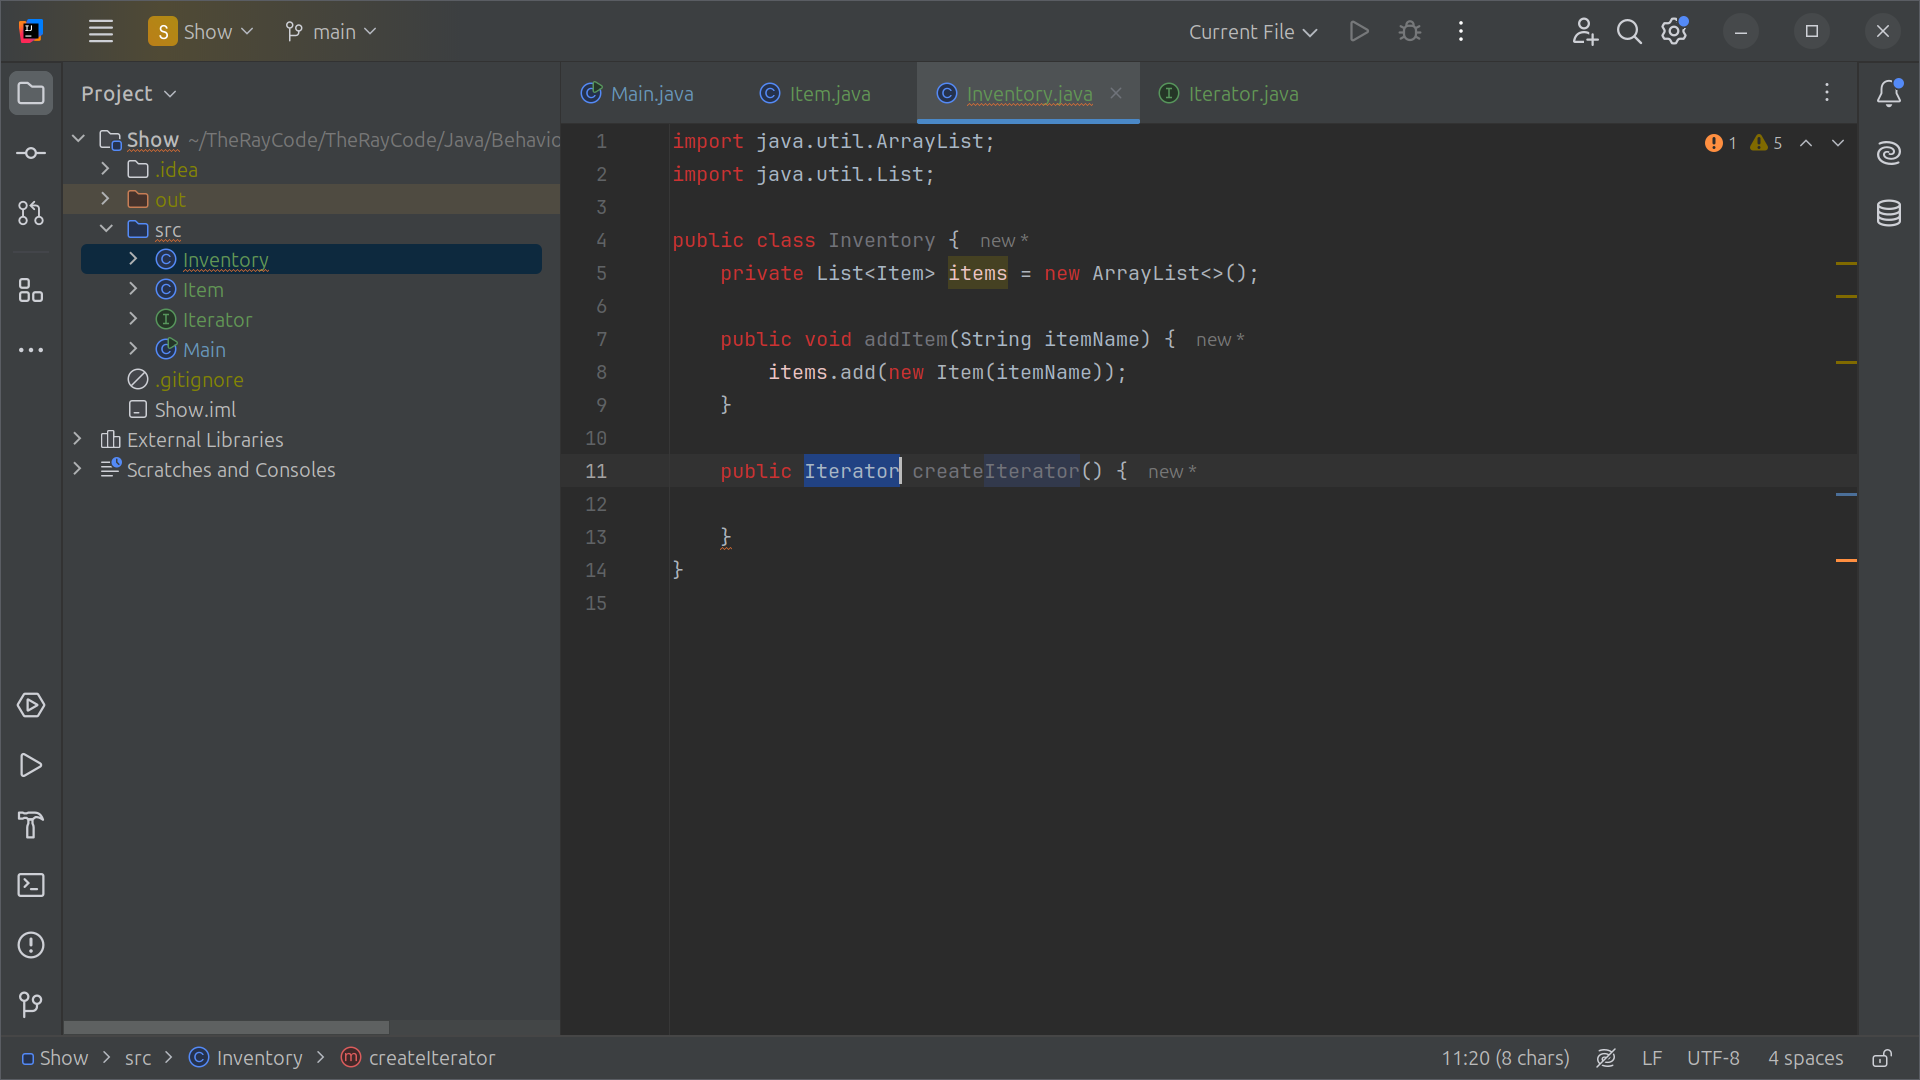 S Show main
Current File
Project
Main.java Item.java Inventory.java Iterator.java
Show ~/TheRayCode/TheRayCode/Java/Behavio
.idea
out
src
Inventory
Item
Iterator
Main
.gitignore
Show.iml
External Libraries
Scratches and Consoles
1 import java.util.ArrayList;
2 import java.util.List;
3
4 public class Inventory { new *
5 private List<Item> items = new ArrayList<>();
6
7 public void addItem(String itemName) { new *
8 items.add(new Item(itemName));
9 }
10
11 public Iterator createIterator() { new *
12
13 }
14 }
15
1 5
Show > src > Inventory > createIterator
11:20 (8 chars) LF UTF-8 4 spaces